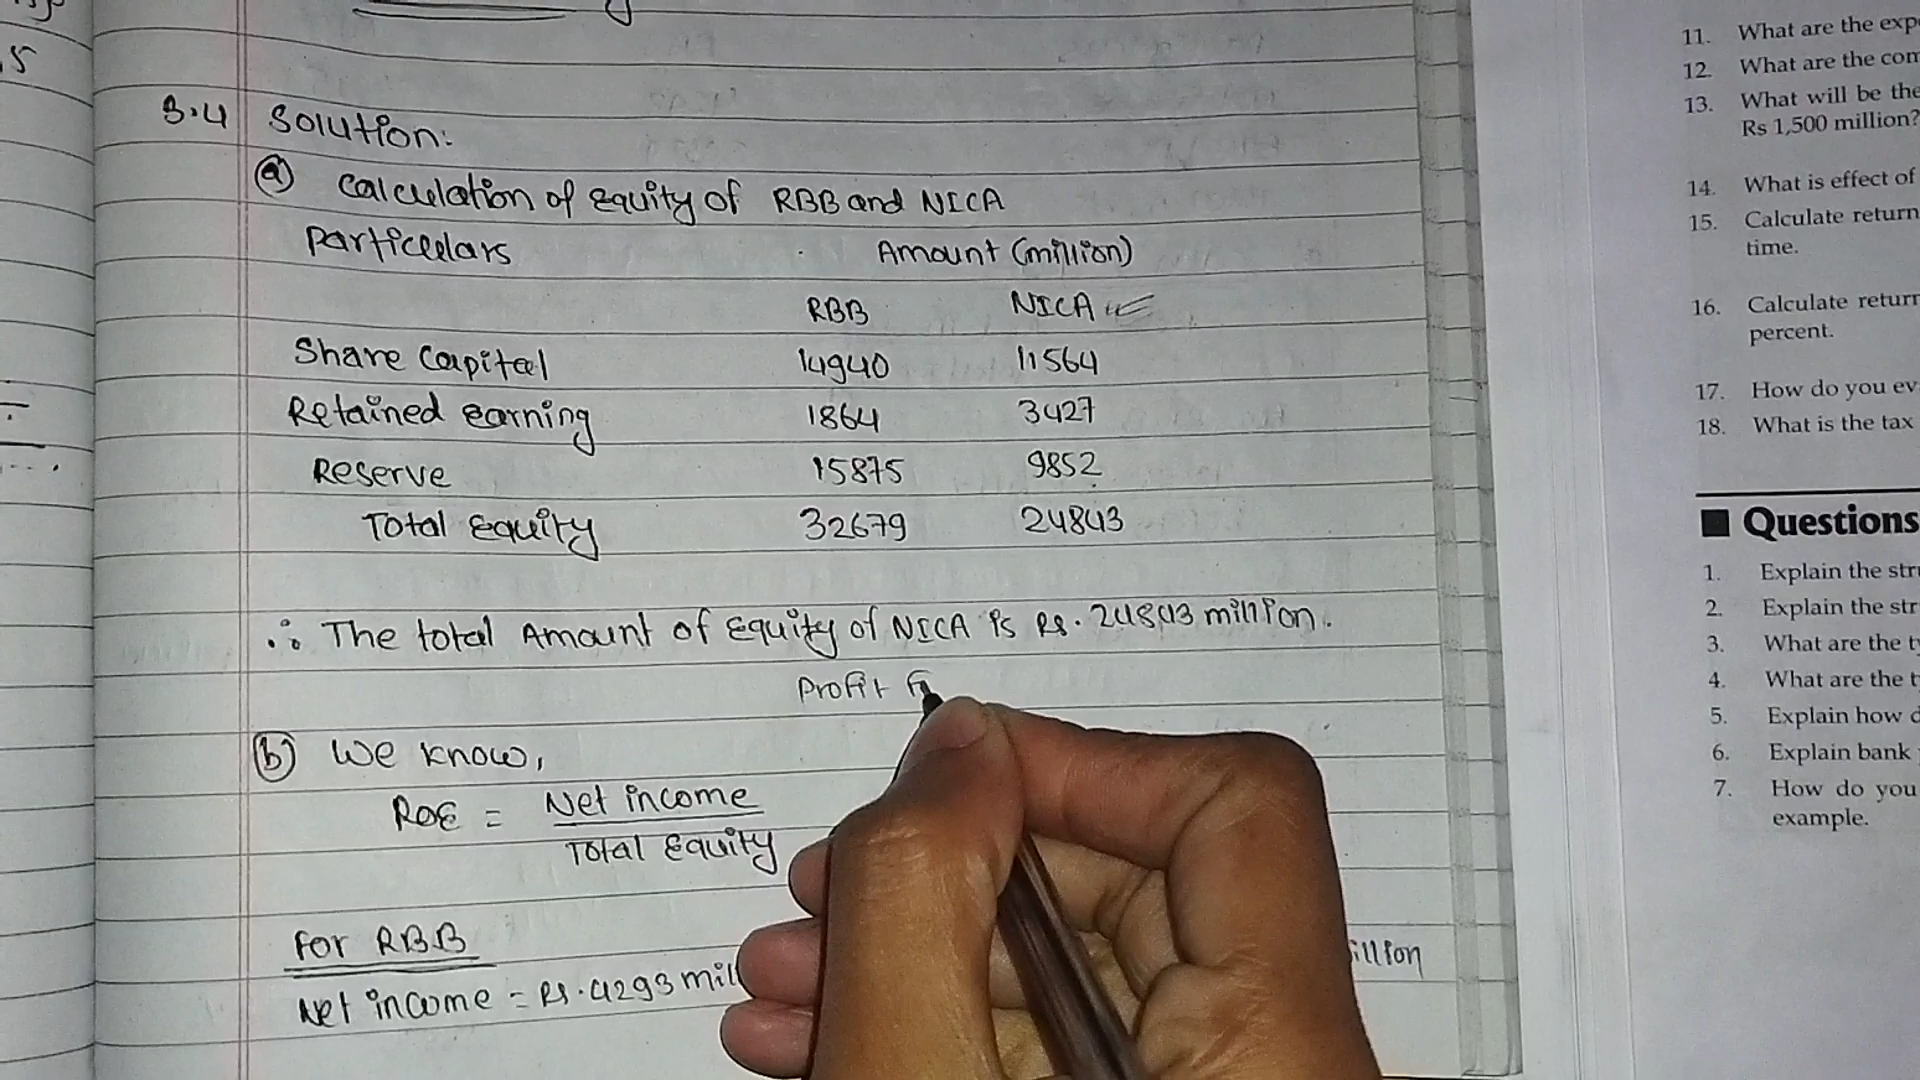 5
3.4 Solution:
(a) Calculation of Equity of RBB and NICA
Particulars Amount (million)
RBB NICA
Share Capital 14940 11564
Retained earning 1864 3427
Reserve 15875 9852
Total Equity 32679 24843
∴ The total Amount of Equity of NICA is Rs. 24843 million.
Profit
(b) We know,
ROE = Net income
Total Equity
For RBB
Net income = Rs. 4293 mil
illion
11. What are the exp
12. What are the com
13. What will be the
Rs 1,500 million?
14. What is effect of
15. Calculate return
time.
16. Calculate return
percent.
17. How do you ev
18. What is the tax
Questions
1. Explain the stru
2. Explain the str
3. What are the ty
4. What are the t
5. Explain how d
6. Explain bank
7. How do you
example.